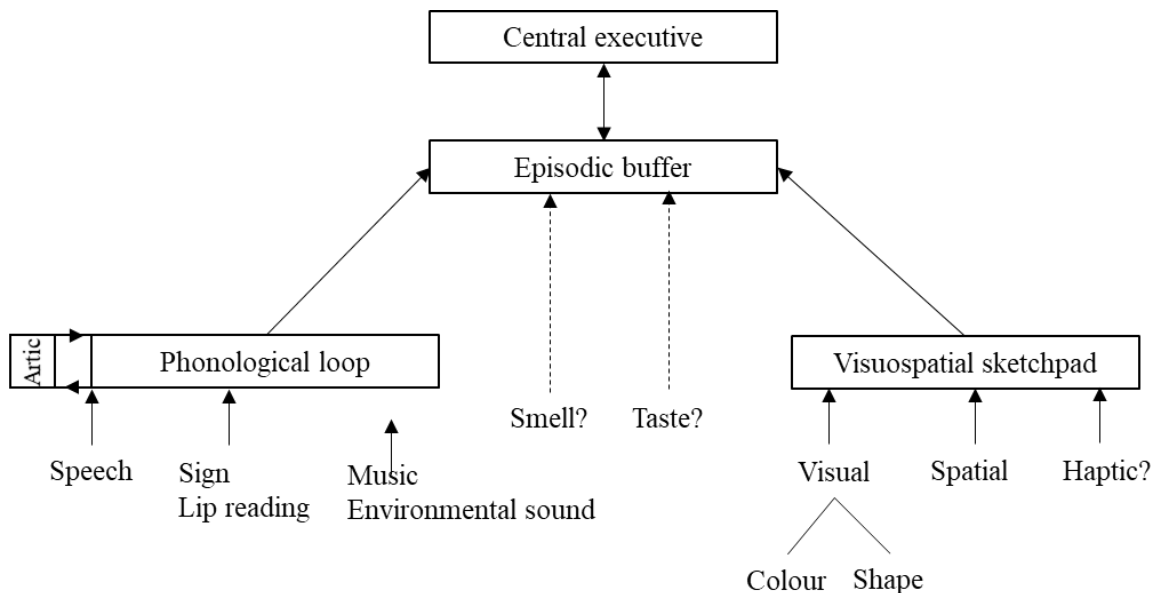 Central executive
Episodic buffer
Artic
Phonological loop
Visuospatial sketchpad
Smell?
Taste?
Speech
Sign
Lip reading
Music
Environmental sound
Visual
Spatial
Haptic?
Colour
Shape